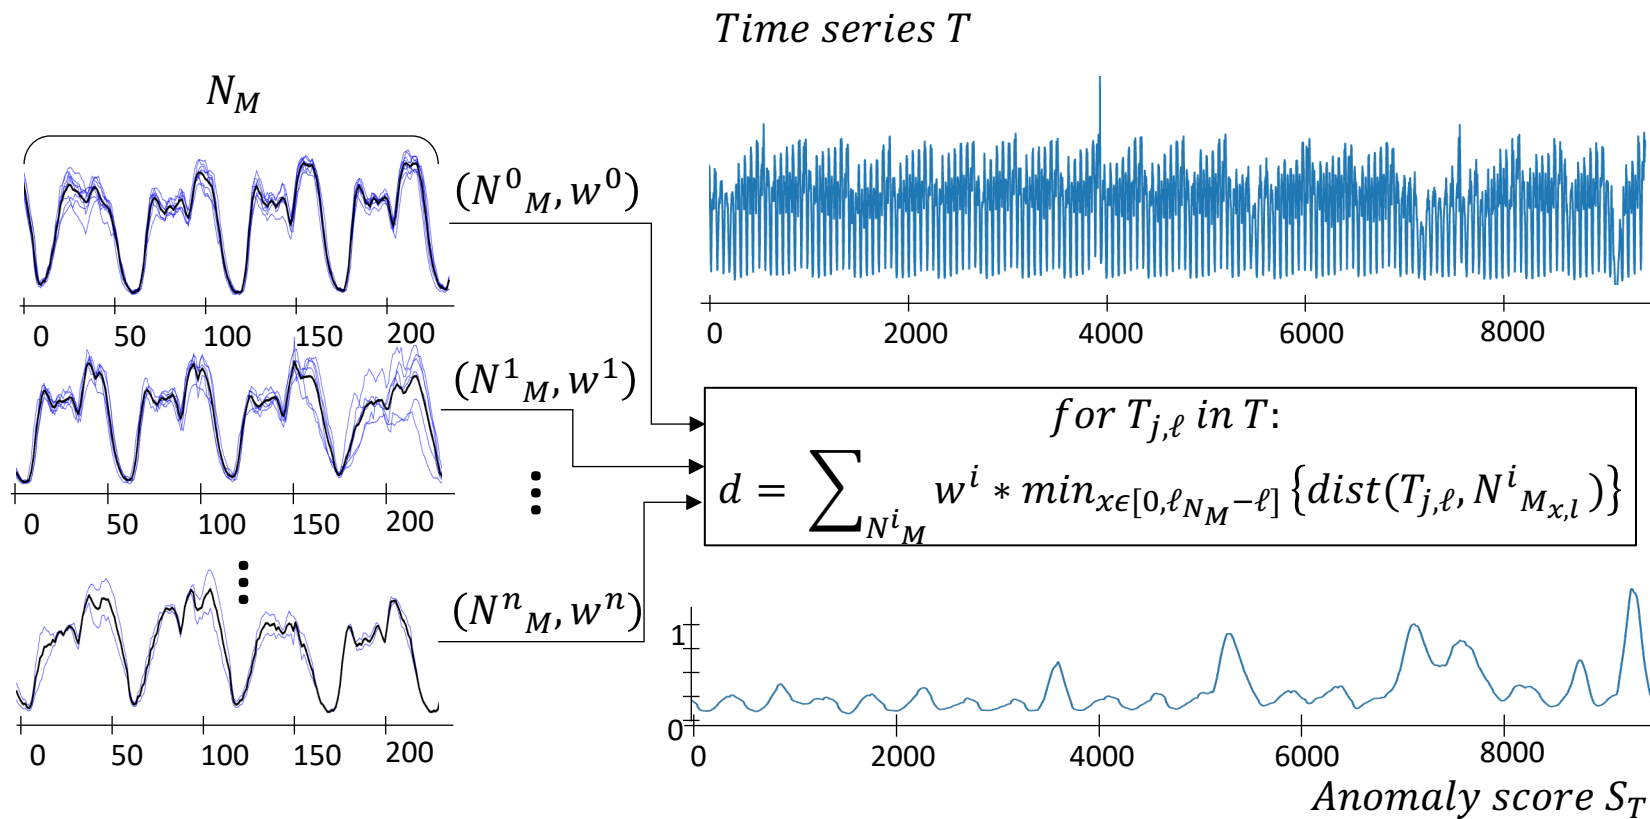 Time series T
N_M
(N^0_M, w^0)
0 50 100 150 200
0 2000 4000 6000 8000
(N^1_M, w^1)
0 50 100 150 200
for T_{j,ℓ} in T:
d = ∑_{N^i_M} w^i * min_{xϵ[0,ℓ_{N_M}−ℓ]} {dist(T_{j,ℓ}, N^i_{M_{x,l}})}
(N^n_M, w^n)
0 50 100 150 200
1
0
0 2000 4000 6000 8000
Anomaly score S_T